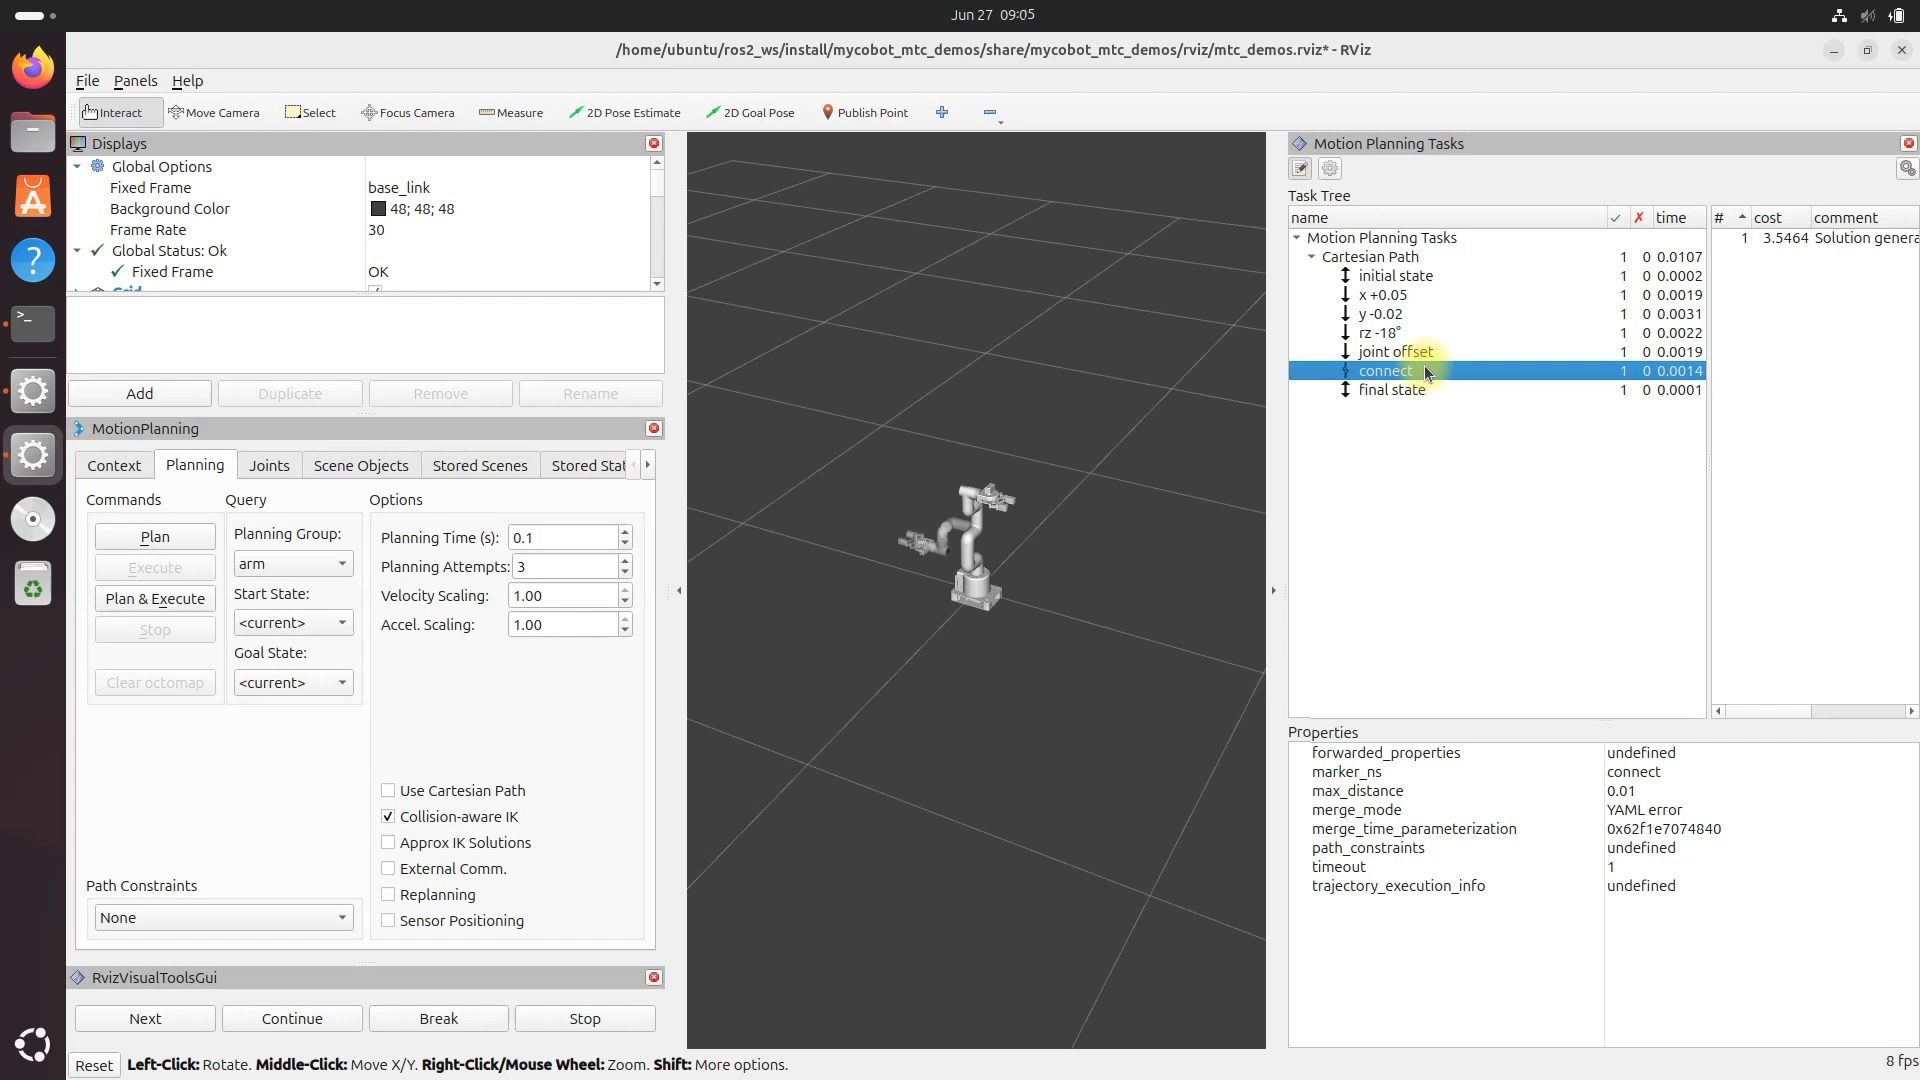 Jun 27 09:05
/home/ubuntu/ros2_ws/install/mycobot_mtc_demos/share/mycobot_mtc_demos/rviz/mtc_demos.rviz* - RViz
File Panels Help
Interact Move Camera Select Focus Camera Measure 2D Pose Estimate 2D Goal Pose Publish Point
Displays
Global Options
Fixed Frame base_link
Background Color 48; 48; 48
Frame Rate 30
Global Status: Ok
Fixed Frame OK
Grid
Add Duplicate Remove Rename
MotionPlanning
Context Planning Joints Scene Objects Stored Scenes Stored Stat
Commands Query Options
Plan
Execute
Plan & Execute
Stop
Clear octomap
Planning Group:
arm
Start State:
<current>
Goal State:
<current>
Planning Time (s): 0.1
Planning Attempts: 3
Velocity Scaling: 1.00
Accel. Scaling: 1.00
Use Cartesian Path
Collision-aware IK
Approx IK Solutions
External Comm.
Replanning
Sensor Positioning
Path Constraints
None
RvizVisualToolsGui
Next Continue Break Stop
Reset Left-Click: Rotate. Middle-Click: Move X/Y. Right-Click/Mouse Wheel: Zoom. Shift: More options.
8 fps
Motion Planning Tasks
Task Tree
name ✓ ✗ time
Motion Planning Tasks
Cartesian Path 1 0 0.0107
initial state 1 0 0.0002
x +0.05 1 0 0.0019
y -0.02 1 0 0.0031
rz -18° 1 0 0.0022
joint offset 1 0 0.0019
connect 1 0 0.0014
final state 1 0 0.0001
# cost comment
1 3.5464 Solution genera
Properties
forwarded_properties undefined
marker_ns connect
max_distance 0.01
merge_mode YAML error
merge_time_parameterization 0x62f1e7074840
path_constraints undefined
timeout 1
trajectory_execution_info undefined